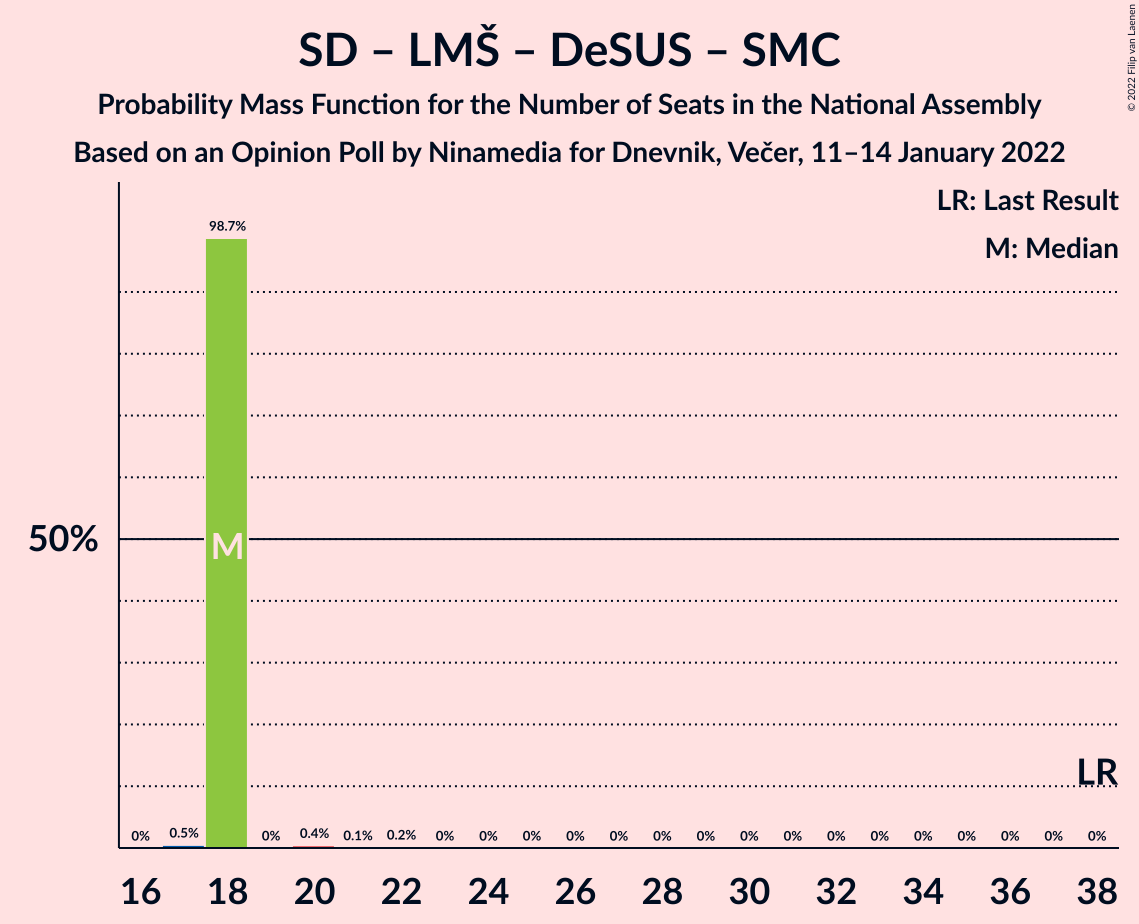 SD – LMŠ – DeSUS – SMC
Probability Mass Function for the Number of Seats in the National Assembly
Based on an Opinion Poll by Ninamedia for Dnevnik, Večer, 11–14 January 2022
© 2022 Filip van Laenen
LR: Last Result
M: Median
98.7%
50%
M
LR
0% 0.5% 0% 0.4% 0.1% 0.2% 0% 0% 0% 0% 0% 0% 0% 0% 0% 0% 0% 0% 0% 0% 0% 0%
16 18 20 22 24 26 28 30 32 34 36 38